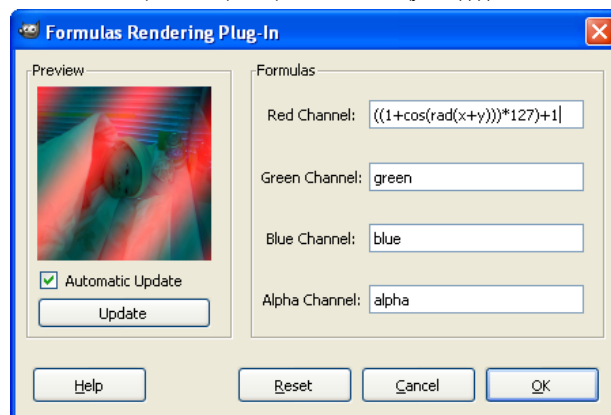 Formulas Rendering Plug-In
Preview
Formulas
Red Channel: ((1+cos(rad(x+y)))*127)+1
Green Channel: green
Blue Channel: blue
Automatic Update
Alpha Channel: alpha
Update
Help Reset Cancel OK